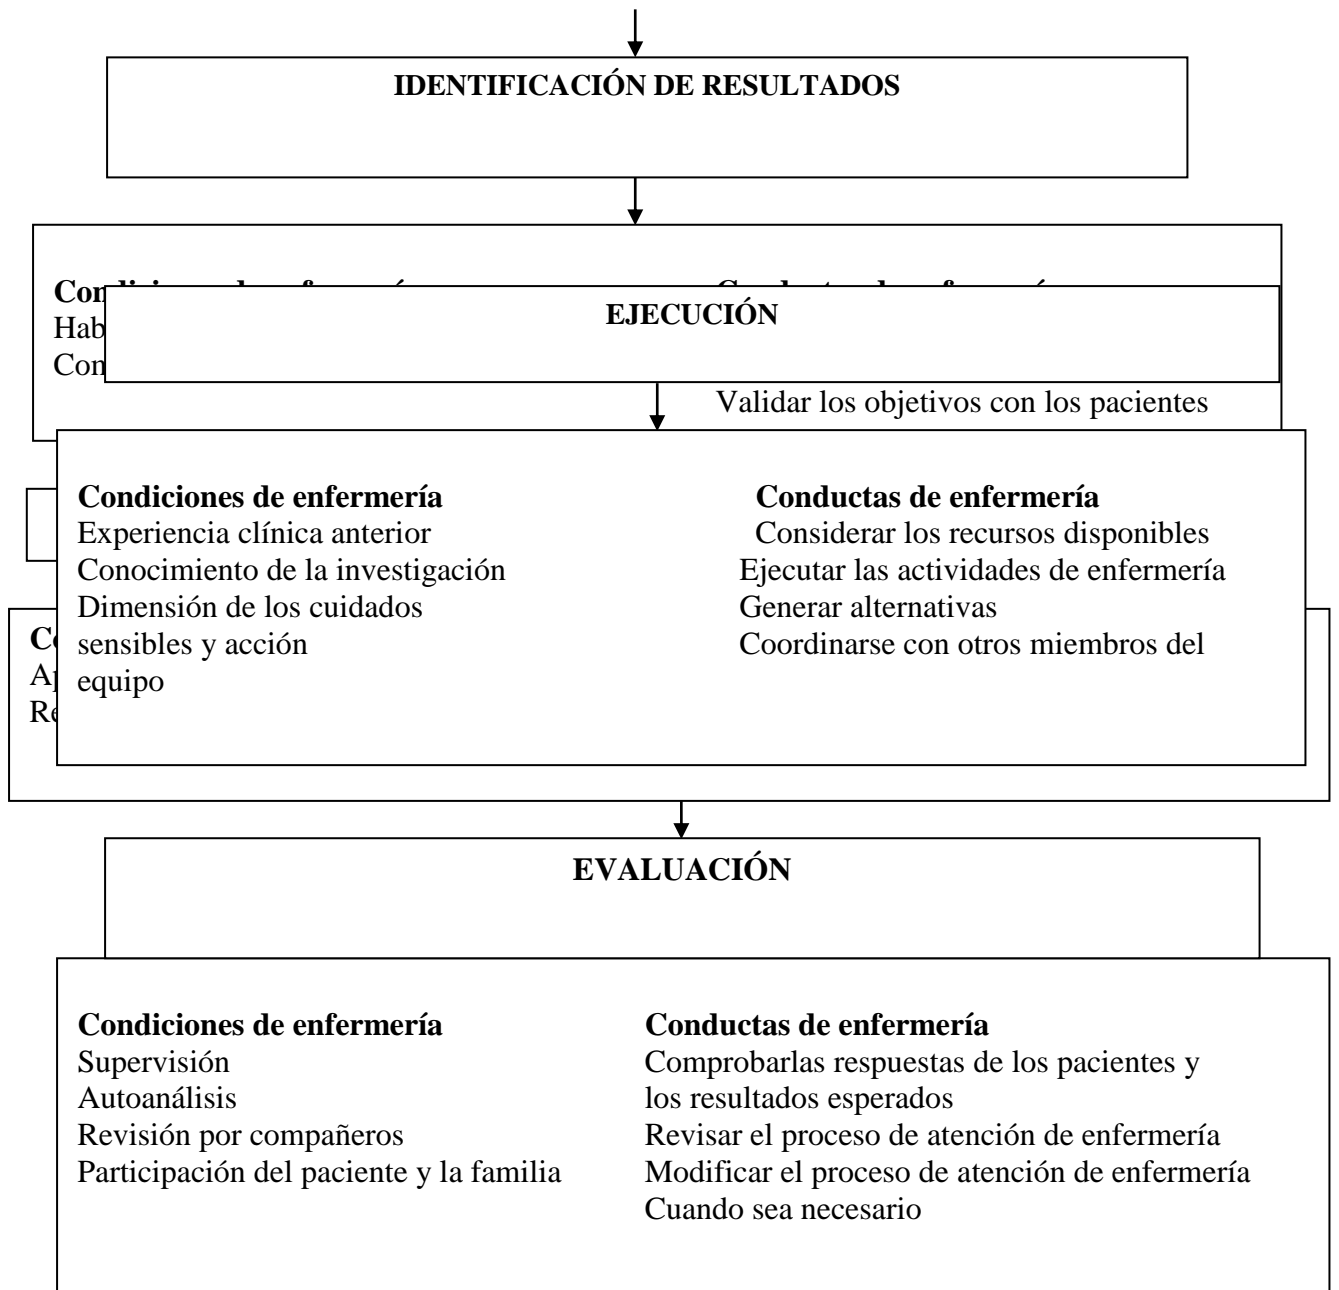 IDENTIFICACIÓN DE RESULTADOS
EJECUCIÓN
Validar los objetivos con los pacientes
Condiciones de enfermería
Experiencia clínica anterior
Conocimiento de la investigación
Dimensión de los cuidados
sensibles y acción
equipo
Conductas de enfermería
Considerar los recursos disponibles
Ejecutar las actividades de enfermería
Generar alternativas
Coordinarse con otros miembros del
EVALUACIÓN
Condiciones de enfermería
Supervisión
Autoanálisis
Revisión por compañeros
Participación del paciente y la familia
Conductas de enfermería
Comprobarlas respuestas de los pacientes y
los resultados esperados
Revisar el proceso de atención de enfermería
Modificar el proceso de atención de enfermería
Cuando sea necesario